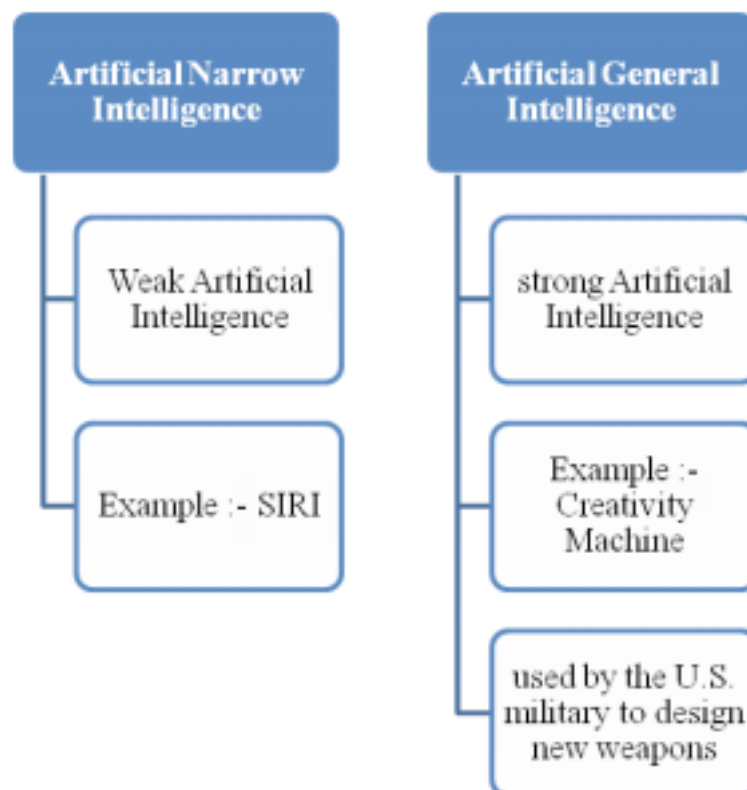 Artificial Narrow
Intelligence
Weak Artificial
Intelligence
Example :- SIRI
Artificial General
Intelligence
strong Artificial
Intelligence
Example :-
Creativity
Machine
used by the U.S.
military to design
new weapons